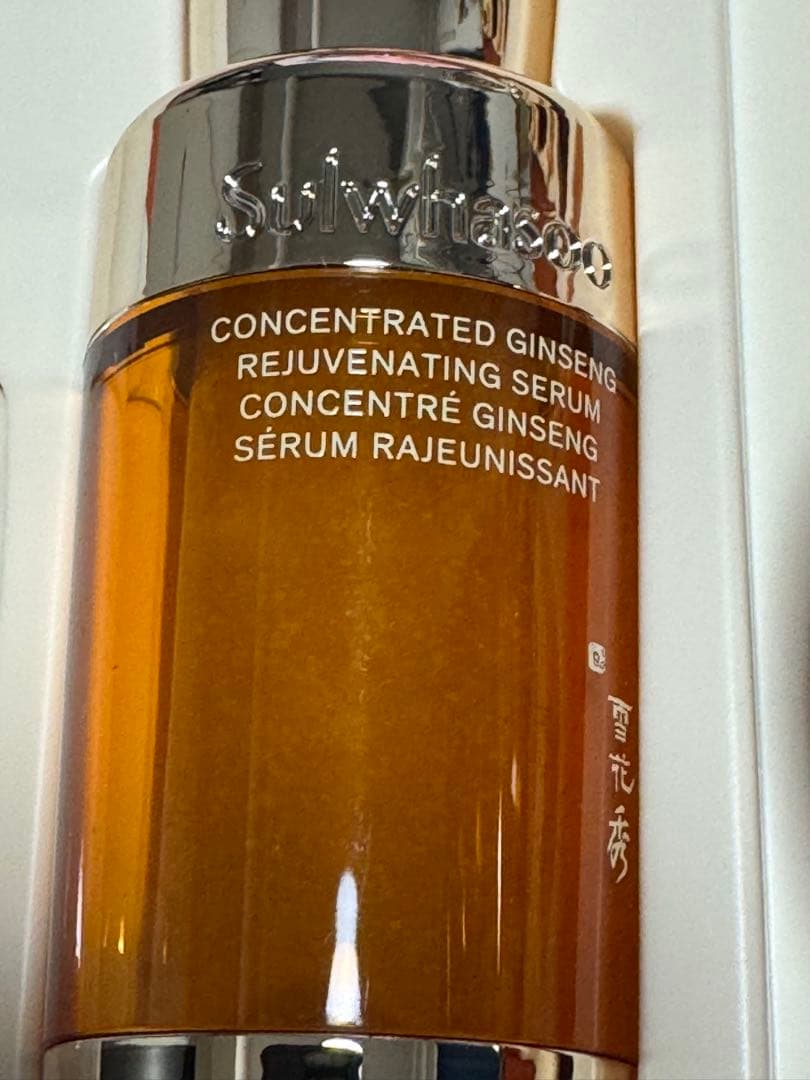 Sulwhasoo
CONCENTRATED GINSENG
REJUVENATING SERUM
CONCENTRÉ GINSENG
SÉRUM RAJEUNISSANT
雪花秀